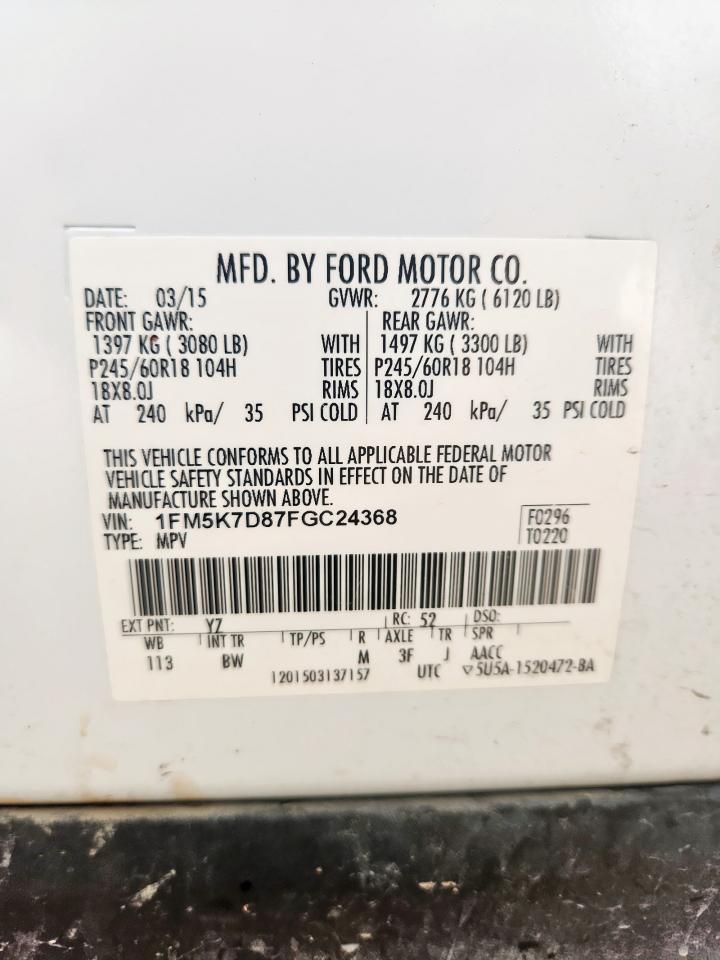 MFD. BY FORD MOTOR CO.
DATE: 03/15 GVWR: 2776 KG ( 6120 LB)
FRONT GAWR: REAR GAWR:
1397 KG ( 3080 LB) WITH 1497 KG ( 3300 LB) WITH
P245/60R18 104H TIRES P245/60R18 104H TIRES
18X8.0J RIMS 18X8.0J RIMS
AT 240 kPa/ 35 PSI COLD AT 240 kPa/ 35 PSI COLD
THIS VEHICLE CONFORMS TO ALL APPLICABLE FEDERAL MOTOR
VEHICLE SAFETY STANDARDS IN EFFECT ON THE DATE OF
MANUFACTURE SHOWN ABOVE.
VIN: 1FM5K7D87FGC24368 F0296
TYPE: MPV T0220
EXT PNT: YZ RC: 52 DSO:
WB INT TR TP/PS R AXLE TR SPR
113 BW M 3F J AACC
1201503137157 UTC ▽5U5A-1520472-BA